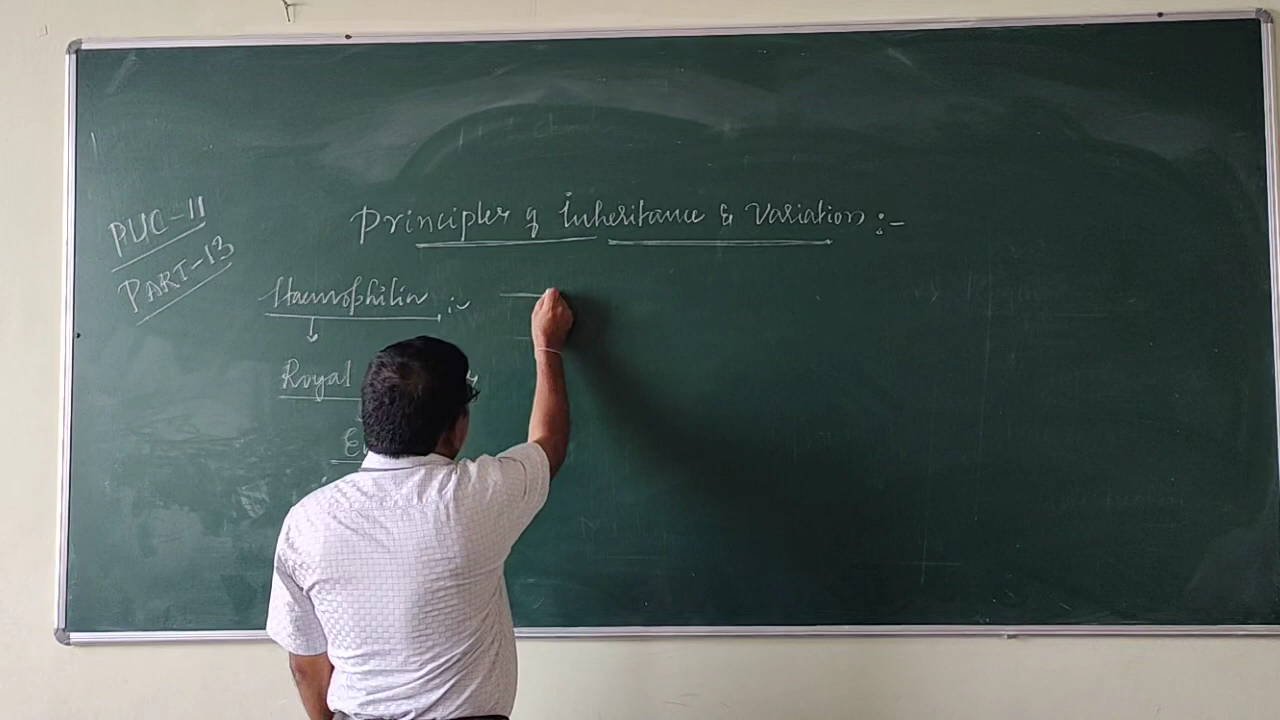 Principles of Inheritance & Variation :-
PUC-II
PART-13
Haemophilia :-
Royal